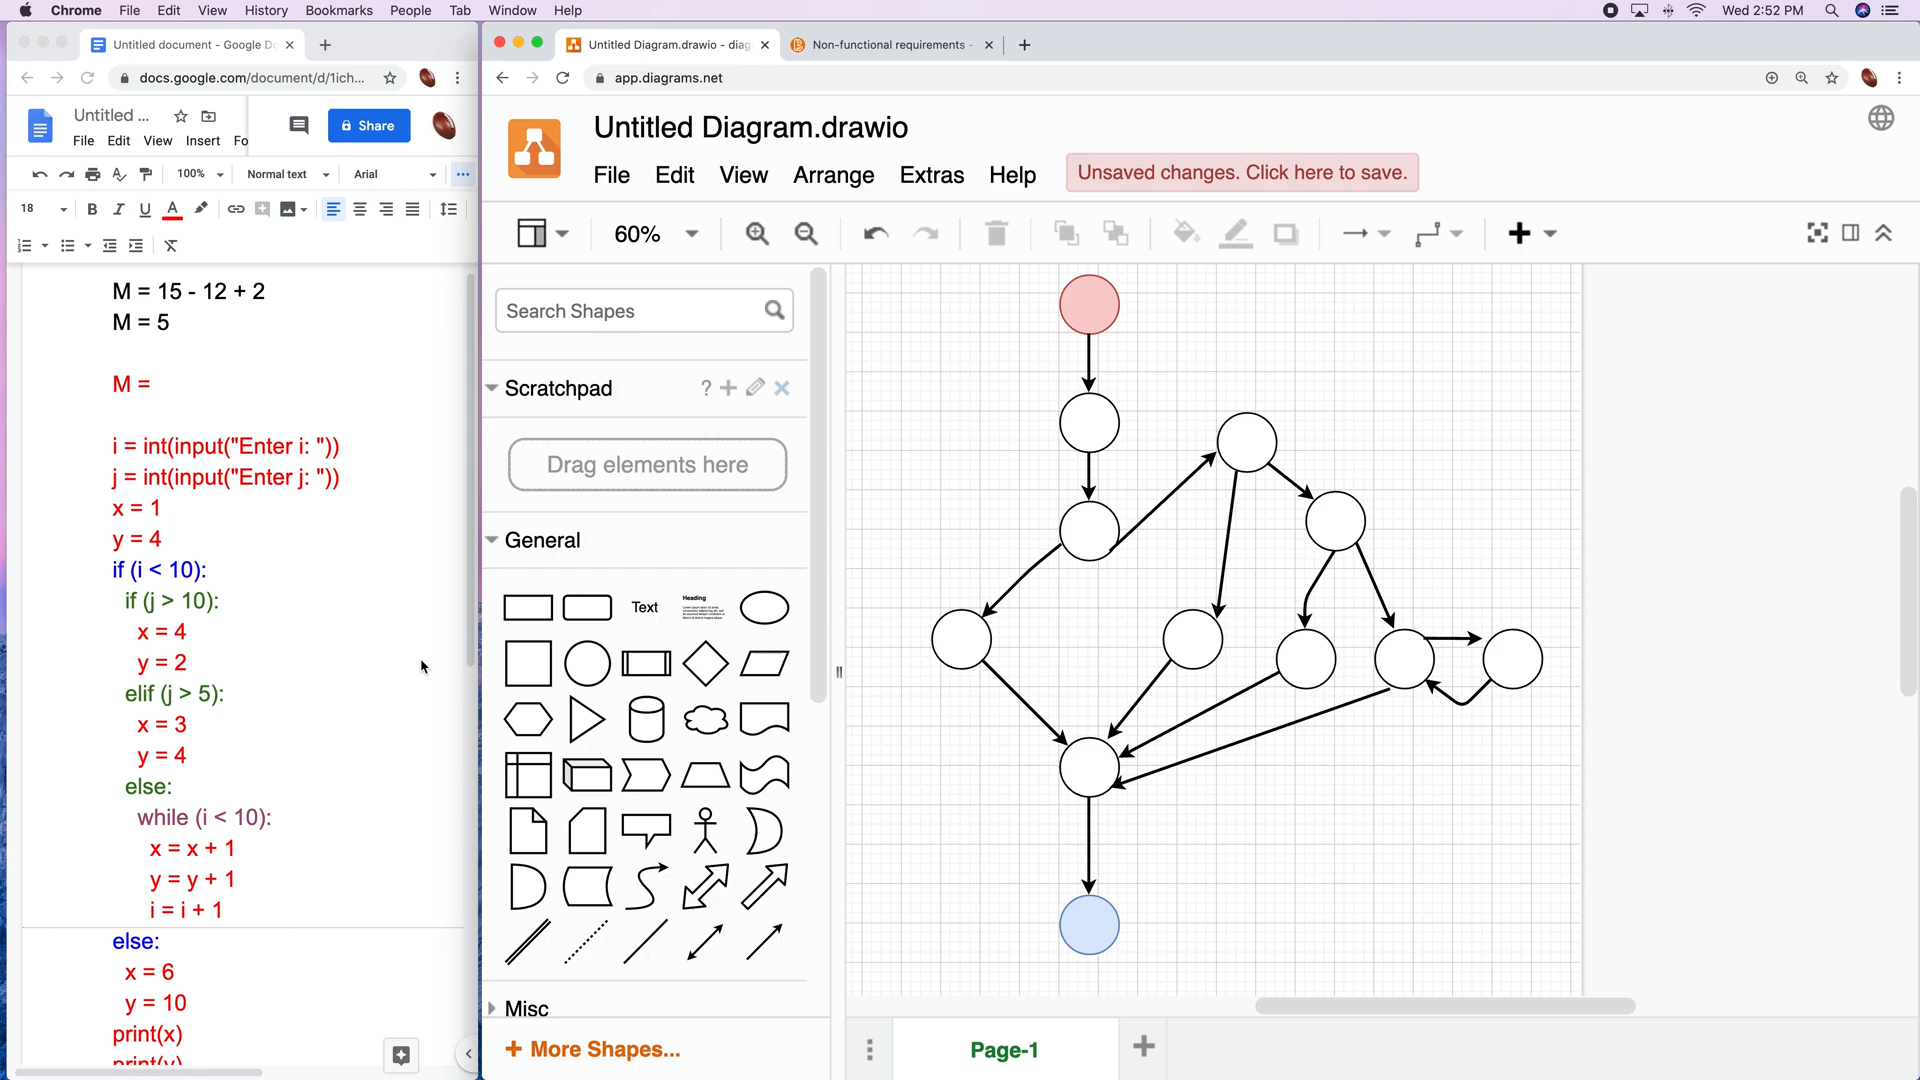 Chrome File Edit View History Bookmarks People Tab Window Help Wed 2:52 PM
Untitled document - Google D
Untitled Diagram.drawio - diag
Non-functional requirements -
docs.google.com/document/d/1ich...
app.diagrams.net
Untitled ...
Share
File Edit View Insert Fo
Untitled Diagram.drawio
File Edit View Arrange Extras Help
Unsaved changes. Click here to save.
100% Normal text Arial
18
60%
M = 15 - 12 + 2
M = 5
M =
i = int(input("Enter i: "))
j = int(input("Enter j: "))
x = 1
y = 4
if (i < 10):
if (j > 10):
x = 4
y = 2
elif (j > 5):
x = 3
y = 4
else:
while (i < 10):
x = x + 1
y = y + 1
i = i + 1
else:
x = 6
y = 10
print(x)
print(y)
Search Shapes
Scratchpad
?
Drag elements here
General
Text
Heading
Misc
+ More Shapes...
Page-1